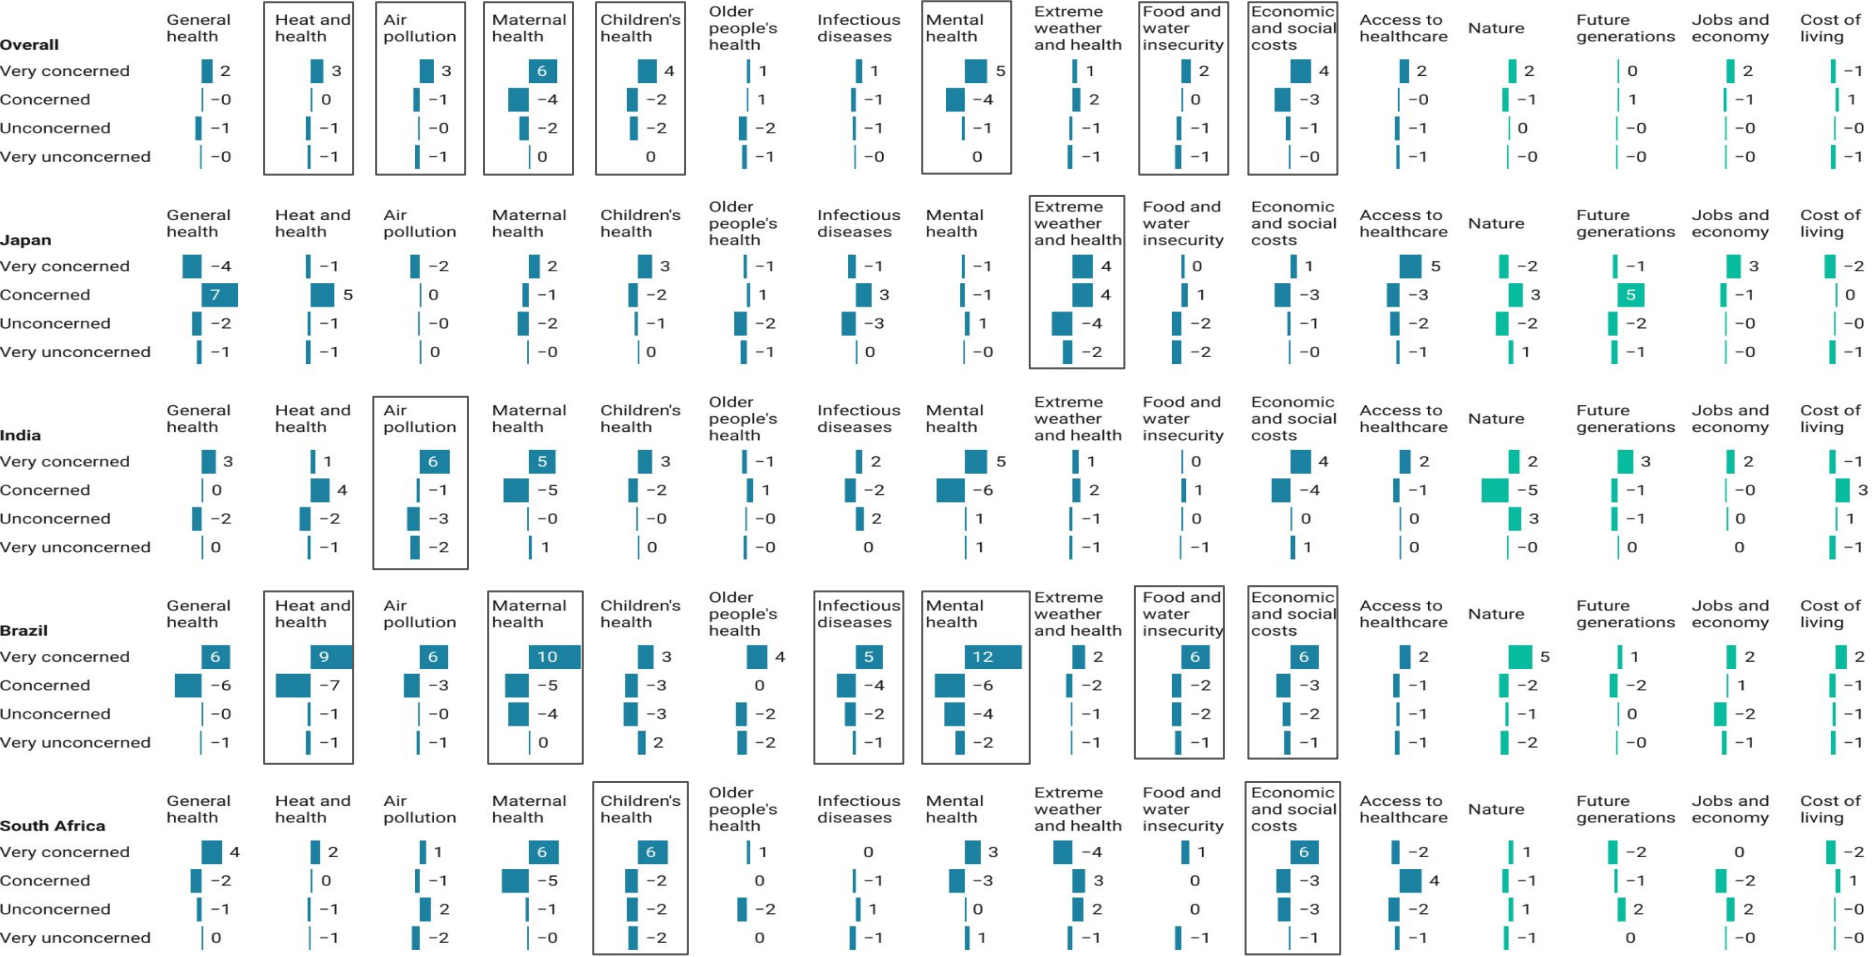 General health Heat and health Air pollution Maternal health Children's health Older people's health Infectious diseases Mental health Extreme weather and health Food and water insecurity Economic and social costs Access to healthcare Nature Future generations Jobs and economy Cost of living
Overall
Very concerned 2 3 3 6 4 1 1 5 1 2 4 2 2 0 2 −1
Concerned −0 0 −1 −4 −2 1 −1 −4 2 0 −3 −0 −1 1 −1 1
Unconcerned −1 −1 −0 −2 −2 −2 −1 −1 −1 −1 −1 −1 0 −0 −0 −0
Very unconcerned −0 −1 −1 0 0 −1 −0 0 −1 −1 −0 −1 −0 −0 −0 −1
General health Heat and health Air pollution Maternal health Children's health Older people's health Infectious diseases Mental health Extreme weather and health Food and water insecurity Economic and social costs Access to healthcare Nature Future generations Jobs and economy Cost of living
Japan
Very concerned −4 −1 −2 2 3 −1 −1 −1 4 0 1 5 −2 −1 3 −2
Concerned 7 5 0 −1 −2 1 3 −1 4 1 −3 −3 3 5 −1 0
Unconcerned −2 −1 −0 −2 −1 −2 −3 1 −4 −2 −1 −2 −2 −2 −0 −0
Very unconcerned −1 −1 0 −0 0 −1 0 −0 −2 −2 −0 −1 1 −1 −0 −1
General health Heat and health Air pollution Maternal health Children's health Older people's health Infectious diseases Mental health Extreme weather and health Food and water insecurity Economic and social costs Access to healthcare Nature Future generations Jobs and economy Cost of living
India
Very concerned 3 1 6 5 3 −1 2 5 1 0 4 2 2 3 2 −1
Concerned 0 4 −1 −5 −2 1 −2 −6 2 1 −4 −1 −5 −1 −0 3
Unconcerned −2 −2 −3 −0 −0 −0 2 1 −1 0 0 0 3 −1 0 1
Very unconcerned 0 −1 −2 1 0 −0 0 1 −1 −1 1 0 −0 0 0 −1
General health Heat and health Air pollution Maternal health Children's health Older people's health Infectious diseases Mental health Extreme weather and health Food and water insecurity Economic and social costs Access to healthcare Nature Future generations Jobs and economy Cost of living
Brazil
Very concerned 6 9 6 10 3 4 5 12 2 6 6 2 5 1 2 2
Concerned −6 −7 −3 −5 −3 0 −4 −6 −2 −2 −3 −1 −2 −2 1 −1
Unconcerned −0 −1 −0 −4 −3 −2 −2 −4 −1 −2 −2 −1 −1 0 −2 −1
Very unconcerned −1 −1 −1 0 2 −2 −1 −2 −1 −1 −1 −1 −2 −0 −1 −1
General health Heat and health Air pollution Maternal health Children's health Older people's health Infectious diseases Mental health Extreme weather and health Food and water insecurity Economic and social costs Access to healthcare Nature Future generations Jobs and economy Cost of living
South Africa
Very concerned 4 2 1 6 6 1 0 3 −4 1 6 −2 1 −2 0 −2
Concerned −2 0 −1 −5 −2 0 −1 −3 3 0 −3 4 −1 −1 −2 1
Unconcerned −1 −1 2 −1 −2 −2 1 0 2 0 −3 −2 1 2 2 −0
Very unconcerned 0 −1 −2 −0 −2 0 −1 1 −1 −1 −1 −1 −1 0 −0 −0